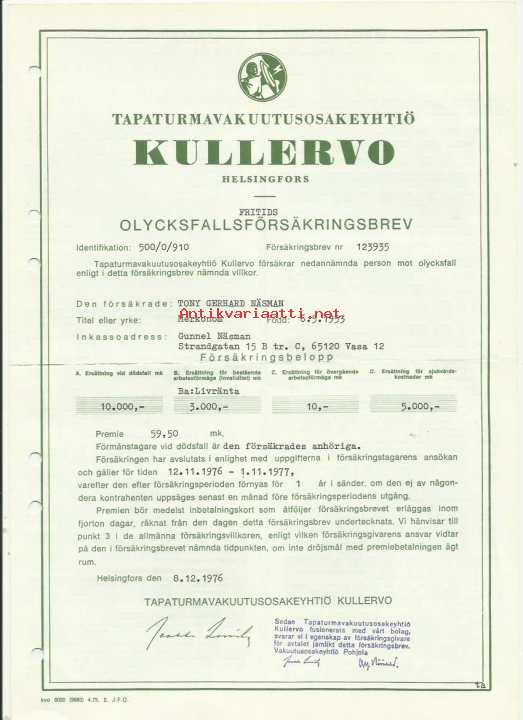 TAPATURMAVAKUUTUSOSAKEYHTIÖ
KULLERVO
HELSINGFORS
FRITIDS
OLYCKSFALLSFÖRSÄKRINGSBREV
Identifikation: 500/0/910 Försäkringsbrev nr 123935
Tapaturmavakuutusosakeyhtiö Kullervo försäkrar nedannämnda person mot olycksfall
enligt i detta försäkringsbrev nämnda villkor.
Den försäkrade: TONY GERHARD NÄSMAN
Antikvariaatti.net
Titel eller yrke: Merkonom Född:
Inkassoadress: Gunnel Näsman
Strandgatan 15 B tr. C, 65120 Vasa 12
Försäkringsbelopp
A. Ersättning vid dödsfall mk B. Ersättning för bestående arbetsoförmåga (invaliditet) mk C. Ersättning för övergående arbetsoförmåga mk D. Ersättning för sjukvårdskostnader mk
Ba:Livränta
10.000,- 3.000,- 10,- 5.000,-
Premie 59,50 mk.
Förmånstagare vid dödsfall är den försäkrades anhöriga.
Försäkringen har avslutats i enlighet med uppgifterna i försäkringstagarens ansökan
och gäller för tiden 12.11.1976 - 1.11.1977,
varefter den efter försäkringsperioden förnyas för 1 år i sänder, om den ej av någon-
dera kontrahenten uppsäges senast en månad före försäkringsperiodens utgång.
Premien bör medelst inbetalningskort som åtföljer försäkringsbrevet erläggas inom
fjorton dagar, räknat från den dagen detta försäkringsbrev undertecknats. Vi hänvisar till
punkt 3 i de allmänna försäkringsvillkoren, enligt vilken försäkringsgivarens ansvar vidtar
på den i försäkringsbrevet nämnda tidpunkten, om inte dröjsmål med premiebetalningen ägt
rum.
Helsingfors den 8.12.1976
TAPATURMAVAKUUTUSOSAKEYHTIÖ KULLERVO
Sedan Tapaturmavakuutusosakeyhtiö
Kullervo fusionerats med vårt bolag,
svarar vi i egenskap av försäkringsgivare
för avtalet jämlikt detta försäkringsbrev.
Vakuutusosakeyhtiö Pohjola
ta